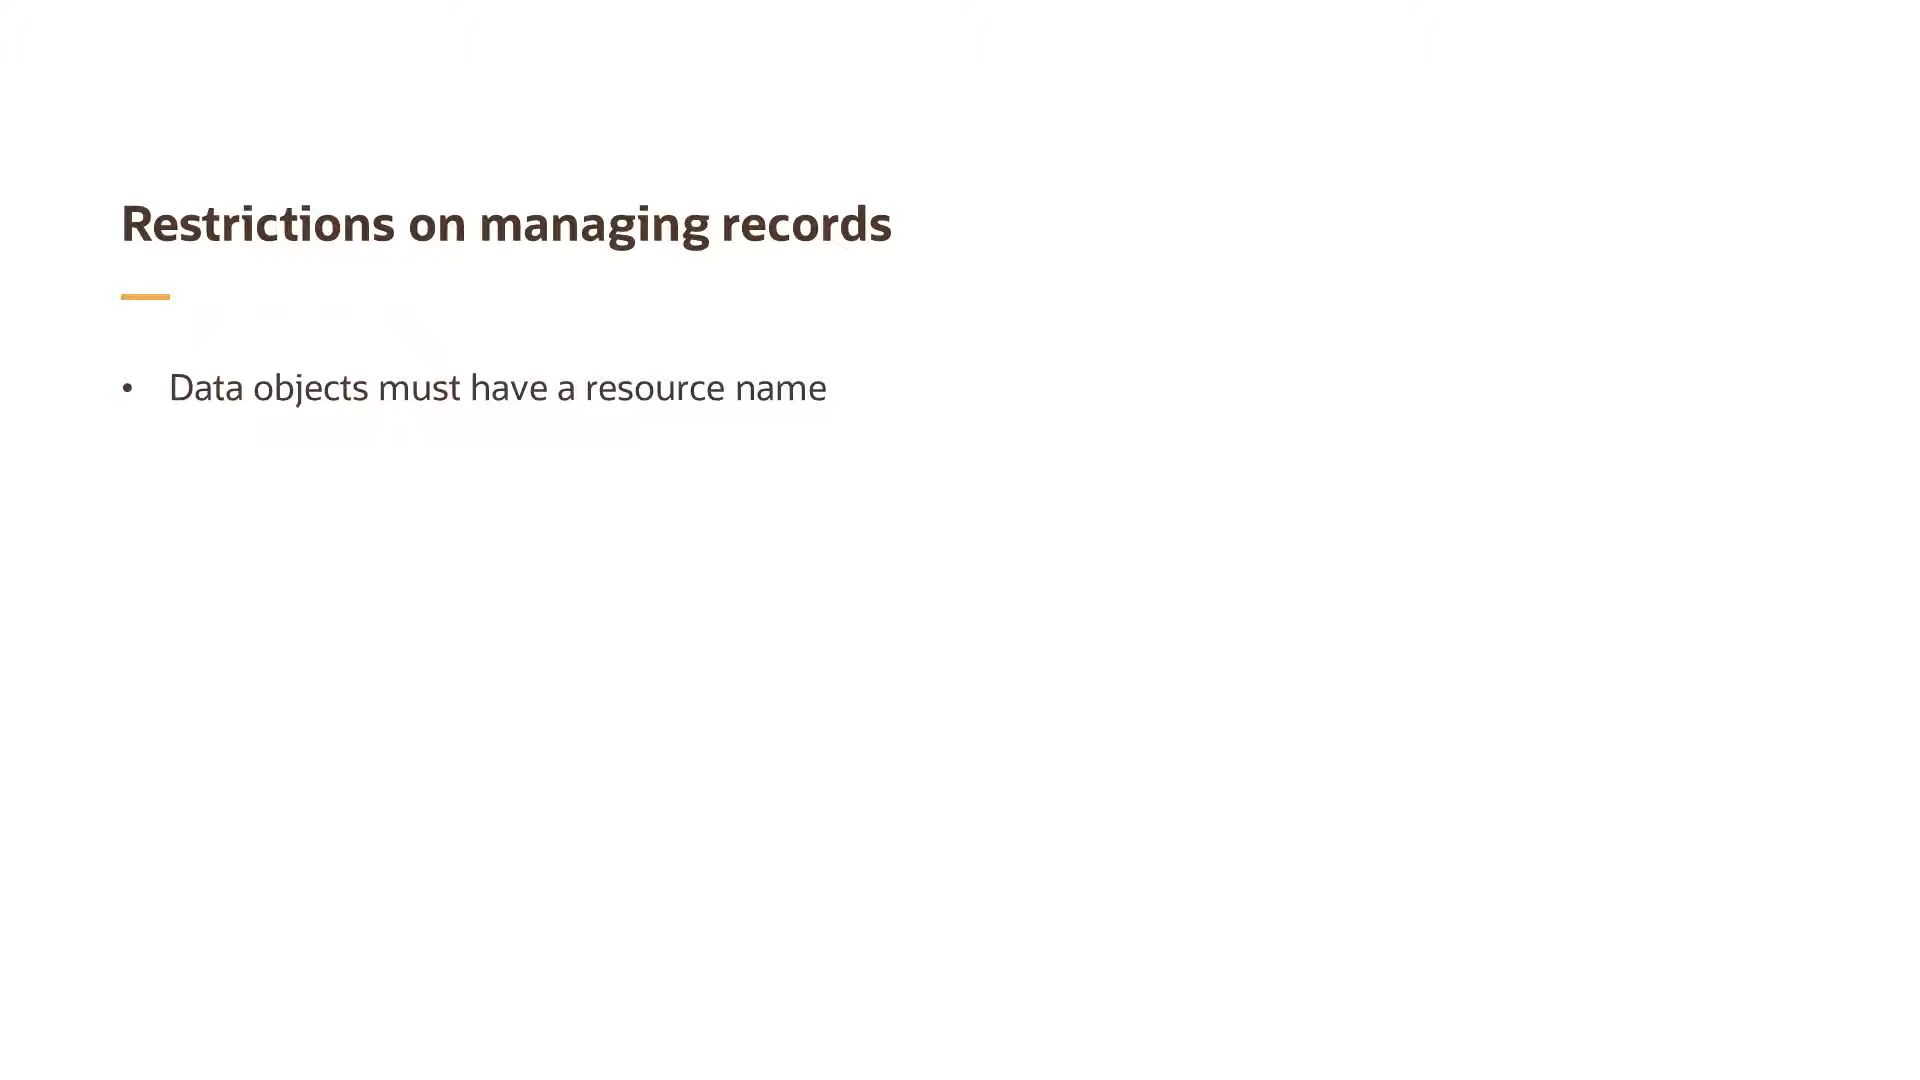 Restrictions on managing records
• Data objects must have a resource name